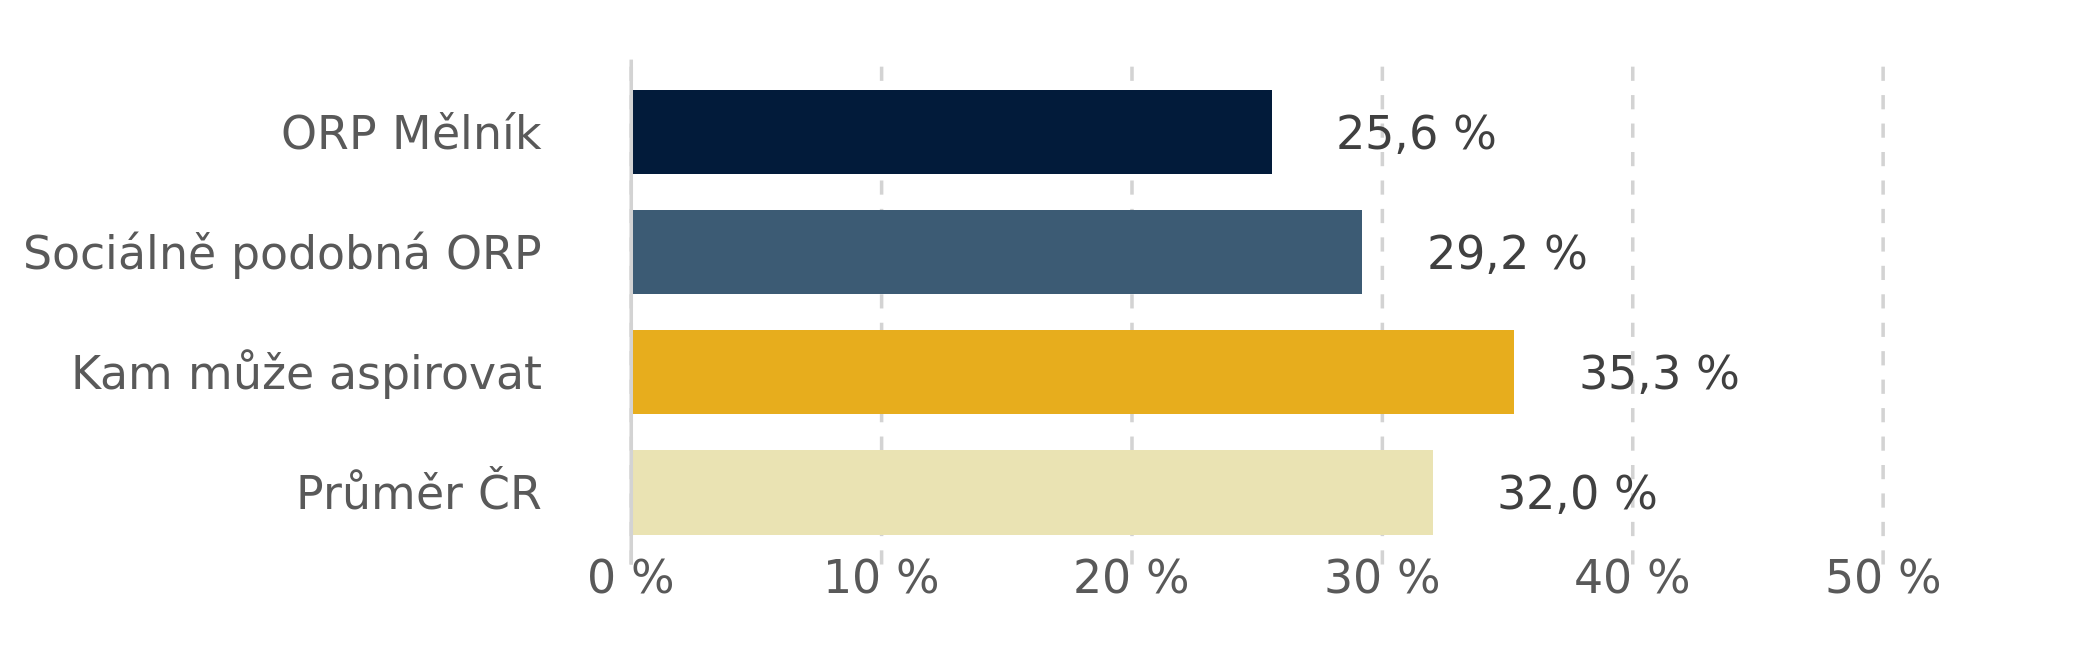 ORP Mělník 25,6 %
Sociálně podobná ORP 29,2 %
Kam může aspirovat 35,3 %
Průměr ČR 32,0 %
0 % 10 % 20 % 30 % 40 % 50 %